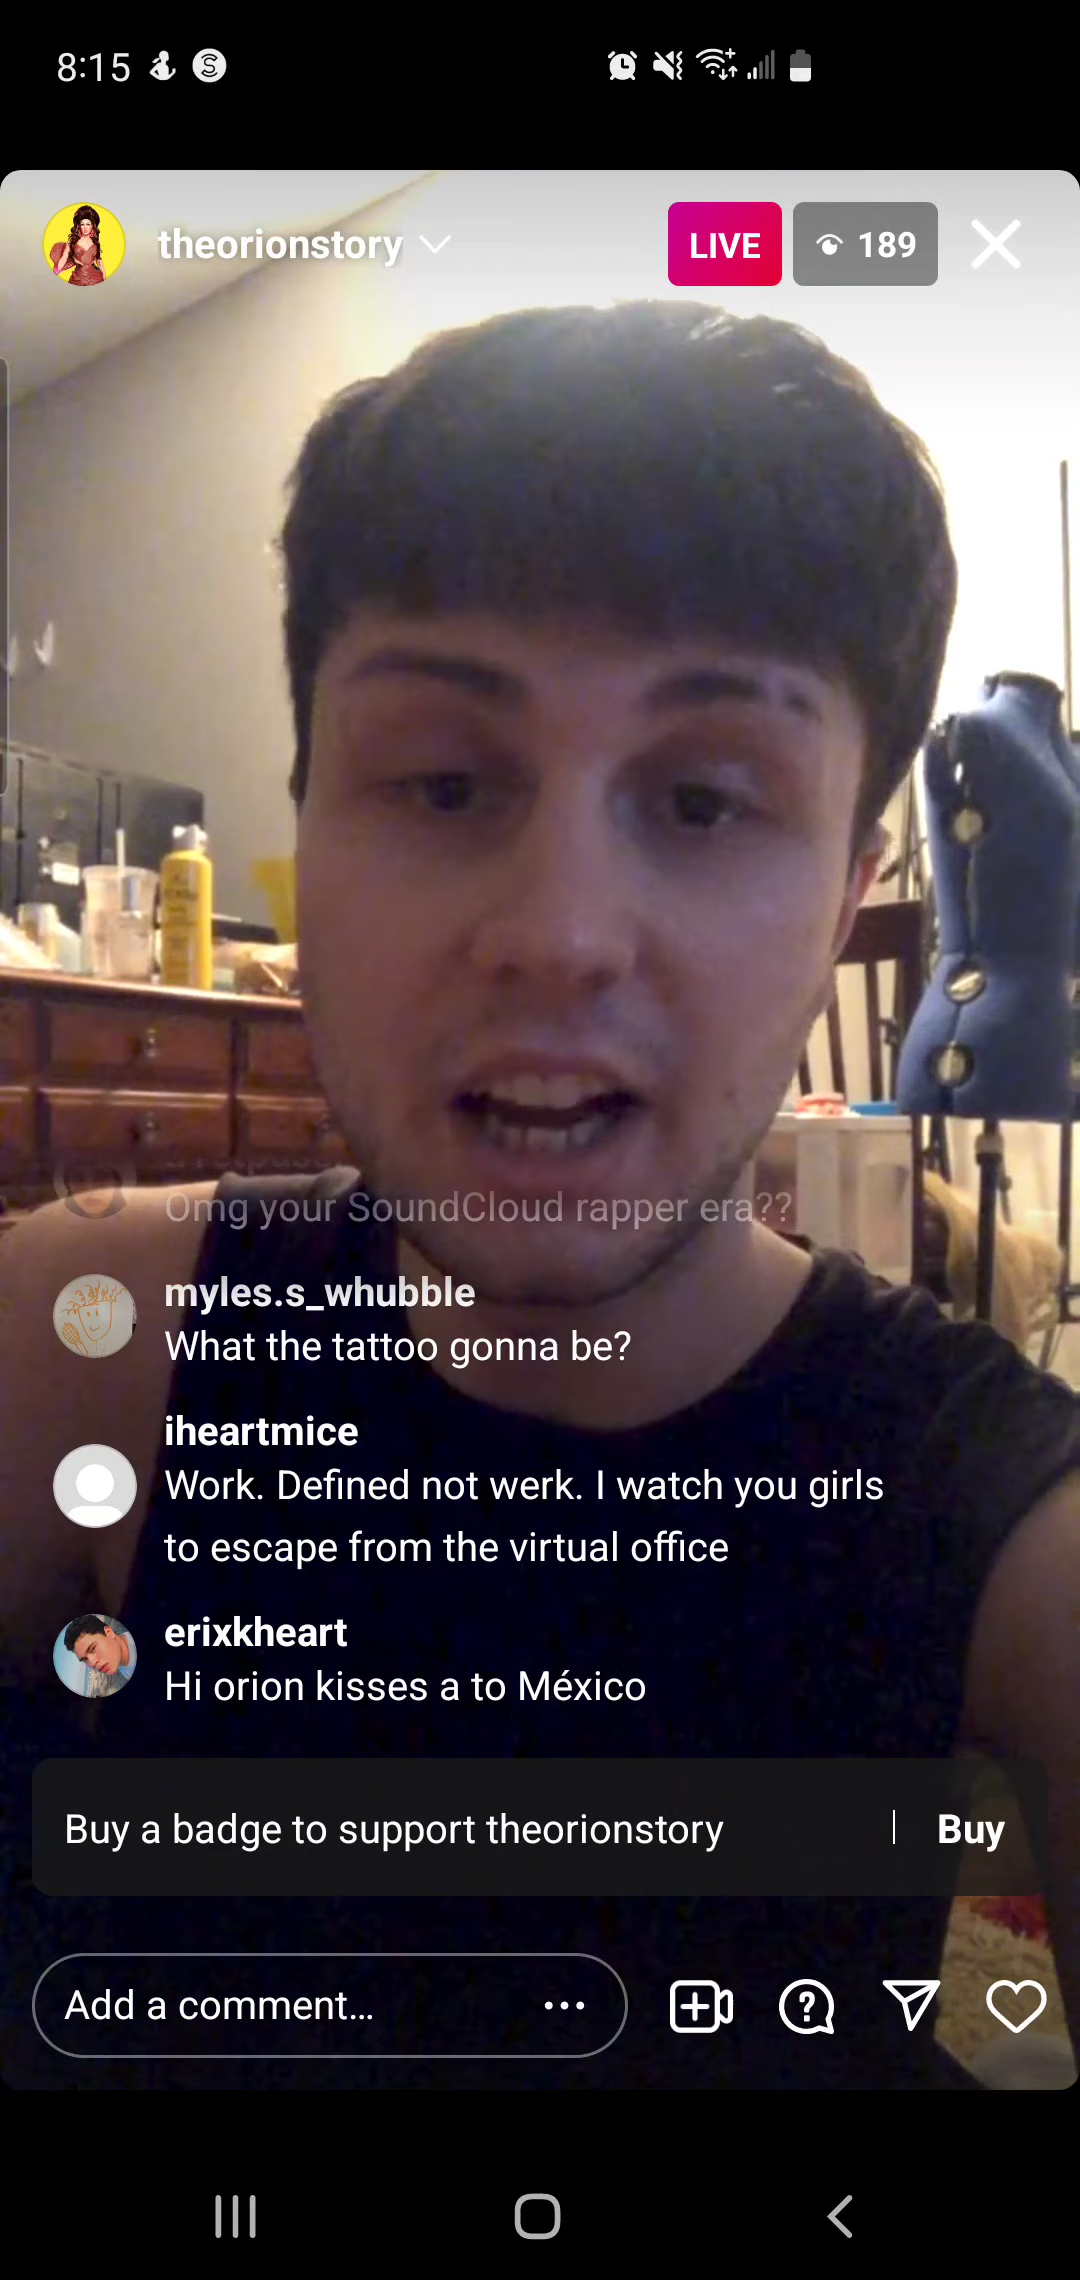 8:15
theorionstory
LIVE
189
Omg your SoundCloud rapper era??
myles.s_whubble
What the tattoo gonna be?
iheartmice
Work. Defined not werk. I watch you girls
to escape from the virtual office
erixkheart
Hi orion kisses a to México
Buy a badge to support theorionstory
Buy
Add a comment...